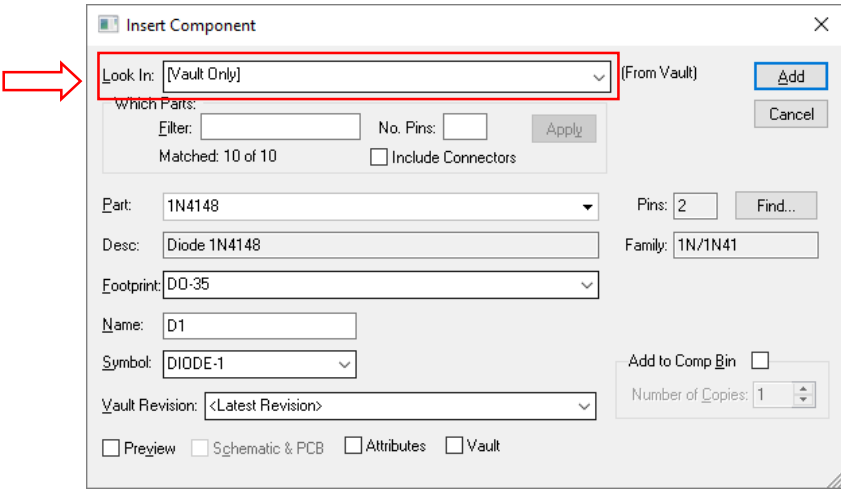 Insert Component
Look In: [Vault Only] (From Vault) Add
Which Parts:
Filter: No. Pins: Apply Cancel
Matched: 10 of 10 Include Connectors
Part: 1N4148 Pins: 2 Find...
Desc: Diode 1N4148 Family: 1N/1N41
Footprint: DO-35
Name: D1
Symbol: DIODE-1 Add to Comp Bin
Vault Revision: <Latest Revision> Number of Copies: 1
Preview Schematic & PCB Attributes Vault